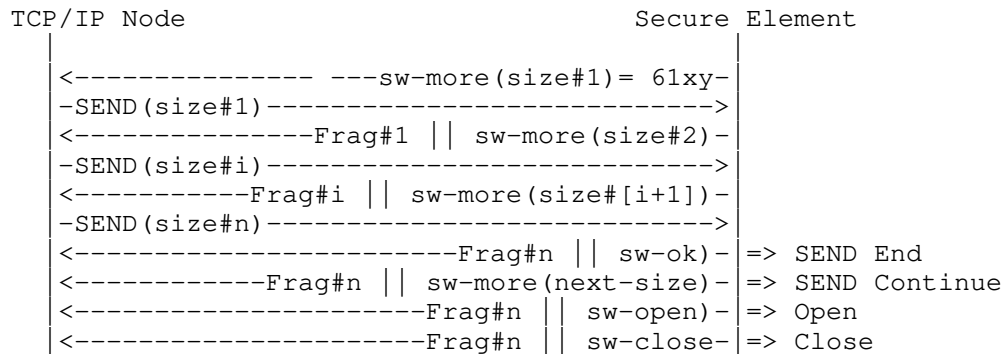 TCP/IP Node                            Secure Element
  |                                          |
  |<--------------- ---sw-more(size#1)= 61xy-|
  |-SEND(size#1)---------------------------->|
  |<---------------Frag#1 || sw-more(size#2)-|
  |-SEND(size#i)---------------------------->|
  |<-----------Frag#i || sw-more(size#[i+1])-|
  |-SEND(size#n)---------------------------->|
  |<------------------------Frag#n || sw-ok)-|=> SEND End
  |<------------Frag#n || sw-more(next-size)-|=> SEND Continue
  |<----------------------Frag#n || sw-open)-|=> Open
  |<----------------------Frag#n || sw-close-|=> Close